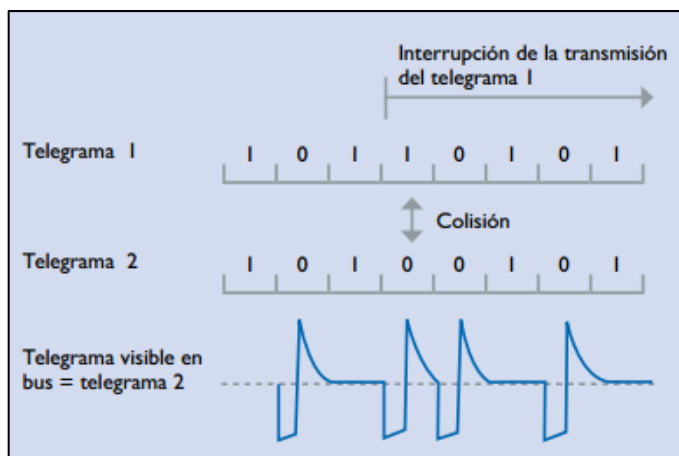 Interrupción de la transmisión
del telegrama 1
Telegrama 1
1 0 1 1 0 1 0 1
Colisión
Telegrama 2
1 0 1 0 0 1 0 1
Telegrama visible en
bus = telegrama 2